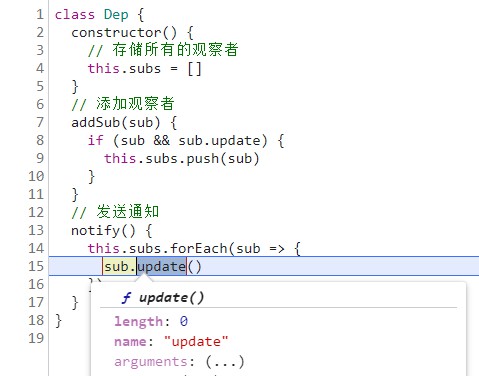 1 class Dep {
2 constructor() {
3 // 存储所有的观察者
4 this.subs = []
5 }
6 // 添加观察者
7 addSub(sub) {
8 if (sub && sub.update) {
9 this.subs.push(sub)
10 }
11 }
12 // 发送通知
13 notify() {
14 this.subs.forEach(sub => {
15 sub.update()
16 })
17 }
18 }
19
ƒ update()
length: 0
name: "update"
arguments: (...)